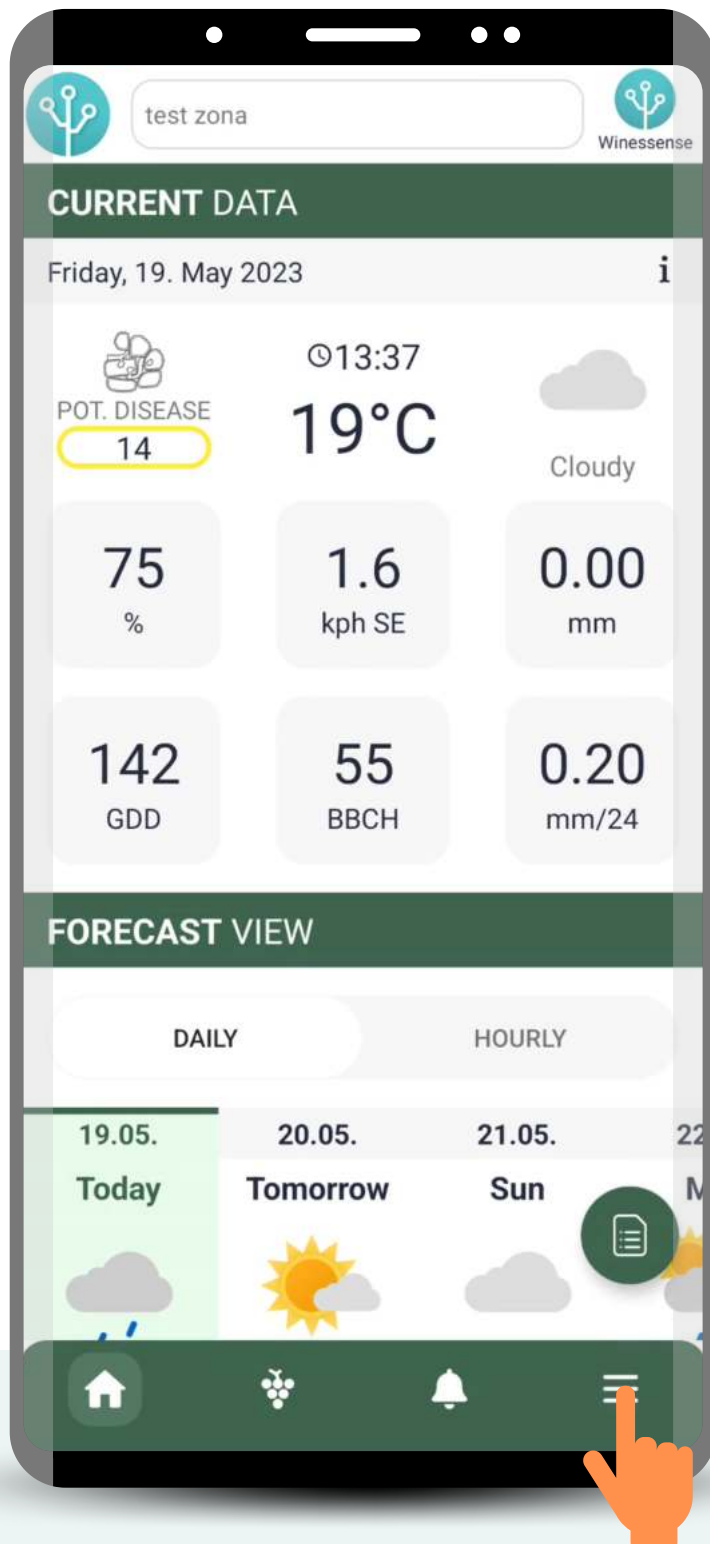 test zona
Winessense
CURRENT DATA
Friday, 19. May 2023 i
13:37
POT. DISEASE
14
19°C
Cloudy
75 1.6 0.00
% kph SE mm
142 55 0.20
GDD BBCH mm/24
FORECAST VIEW
DAILY HOURLY
19.05. 20.05. 21.05. 22
Today Tomorrow Sun M